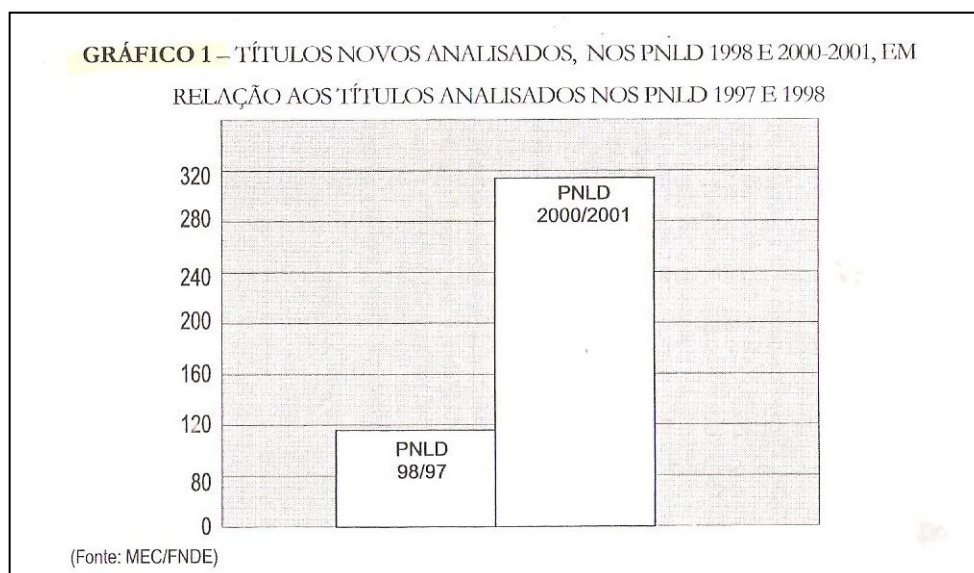 GRÁFICO 1 – TÍTULOS NOVOS ANALISADOS, NOS PNLD 1998 E 2000-2001, EM
RELAÇÃO AOS TÍTULOS ANALISADOS NOS PNLD 1997 E 1998
320
280
240
200
160
120
80
0
PNLD
2000/2001
PNLD
98/97
(Fonte: MEC/FNDE)